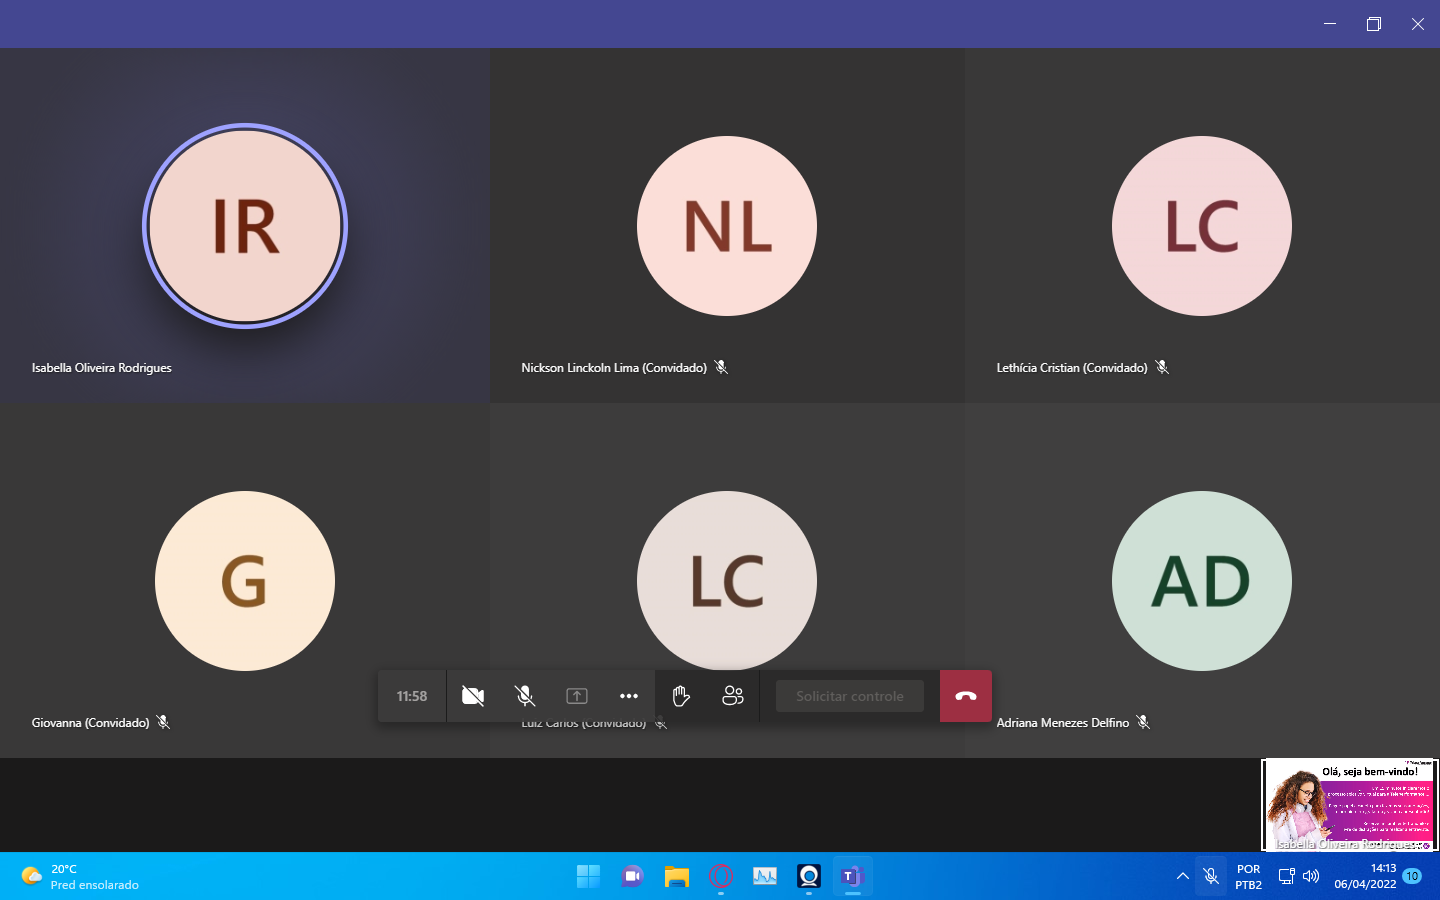 IR
NL
LC
Isabella Oliveira Rodrigues
Nickson Linckoln Lima (Convidado)
Lethícia Cristian (Convidado)
G
LC
AD
11:58
Solicitar controle
Giovanna (Convidado)
Luiz Carlos (Convidado)
Adriana Menezes Delfino
Olá, seja bem-vindo!
Isabella Oliveira Rodrigues
20°C
Pred ensolarado
T
POR
PTB2
14:13
06/04/2022
10